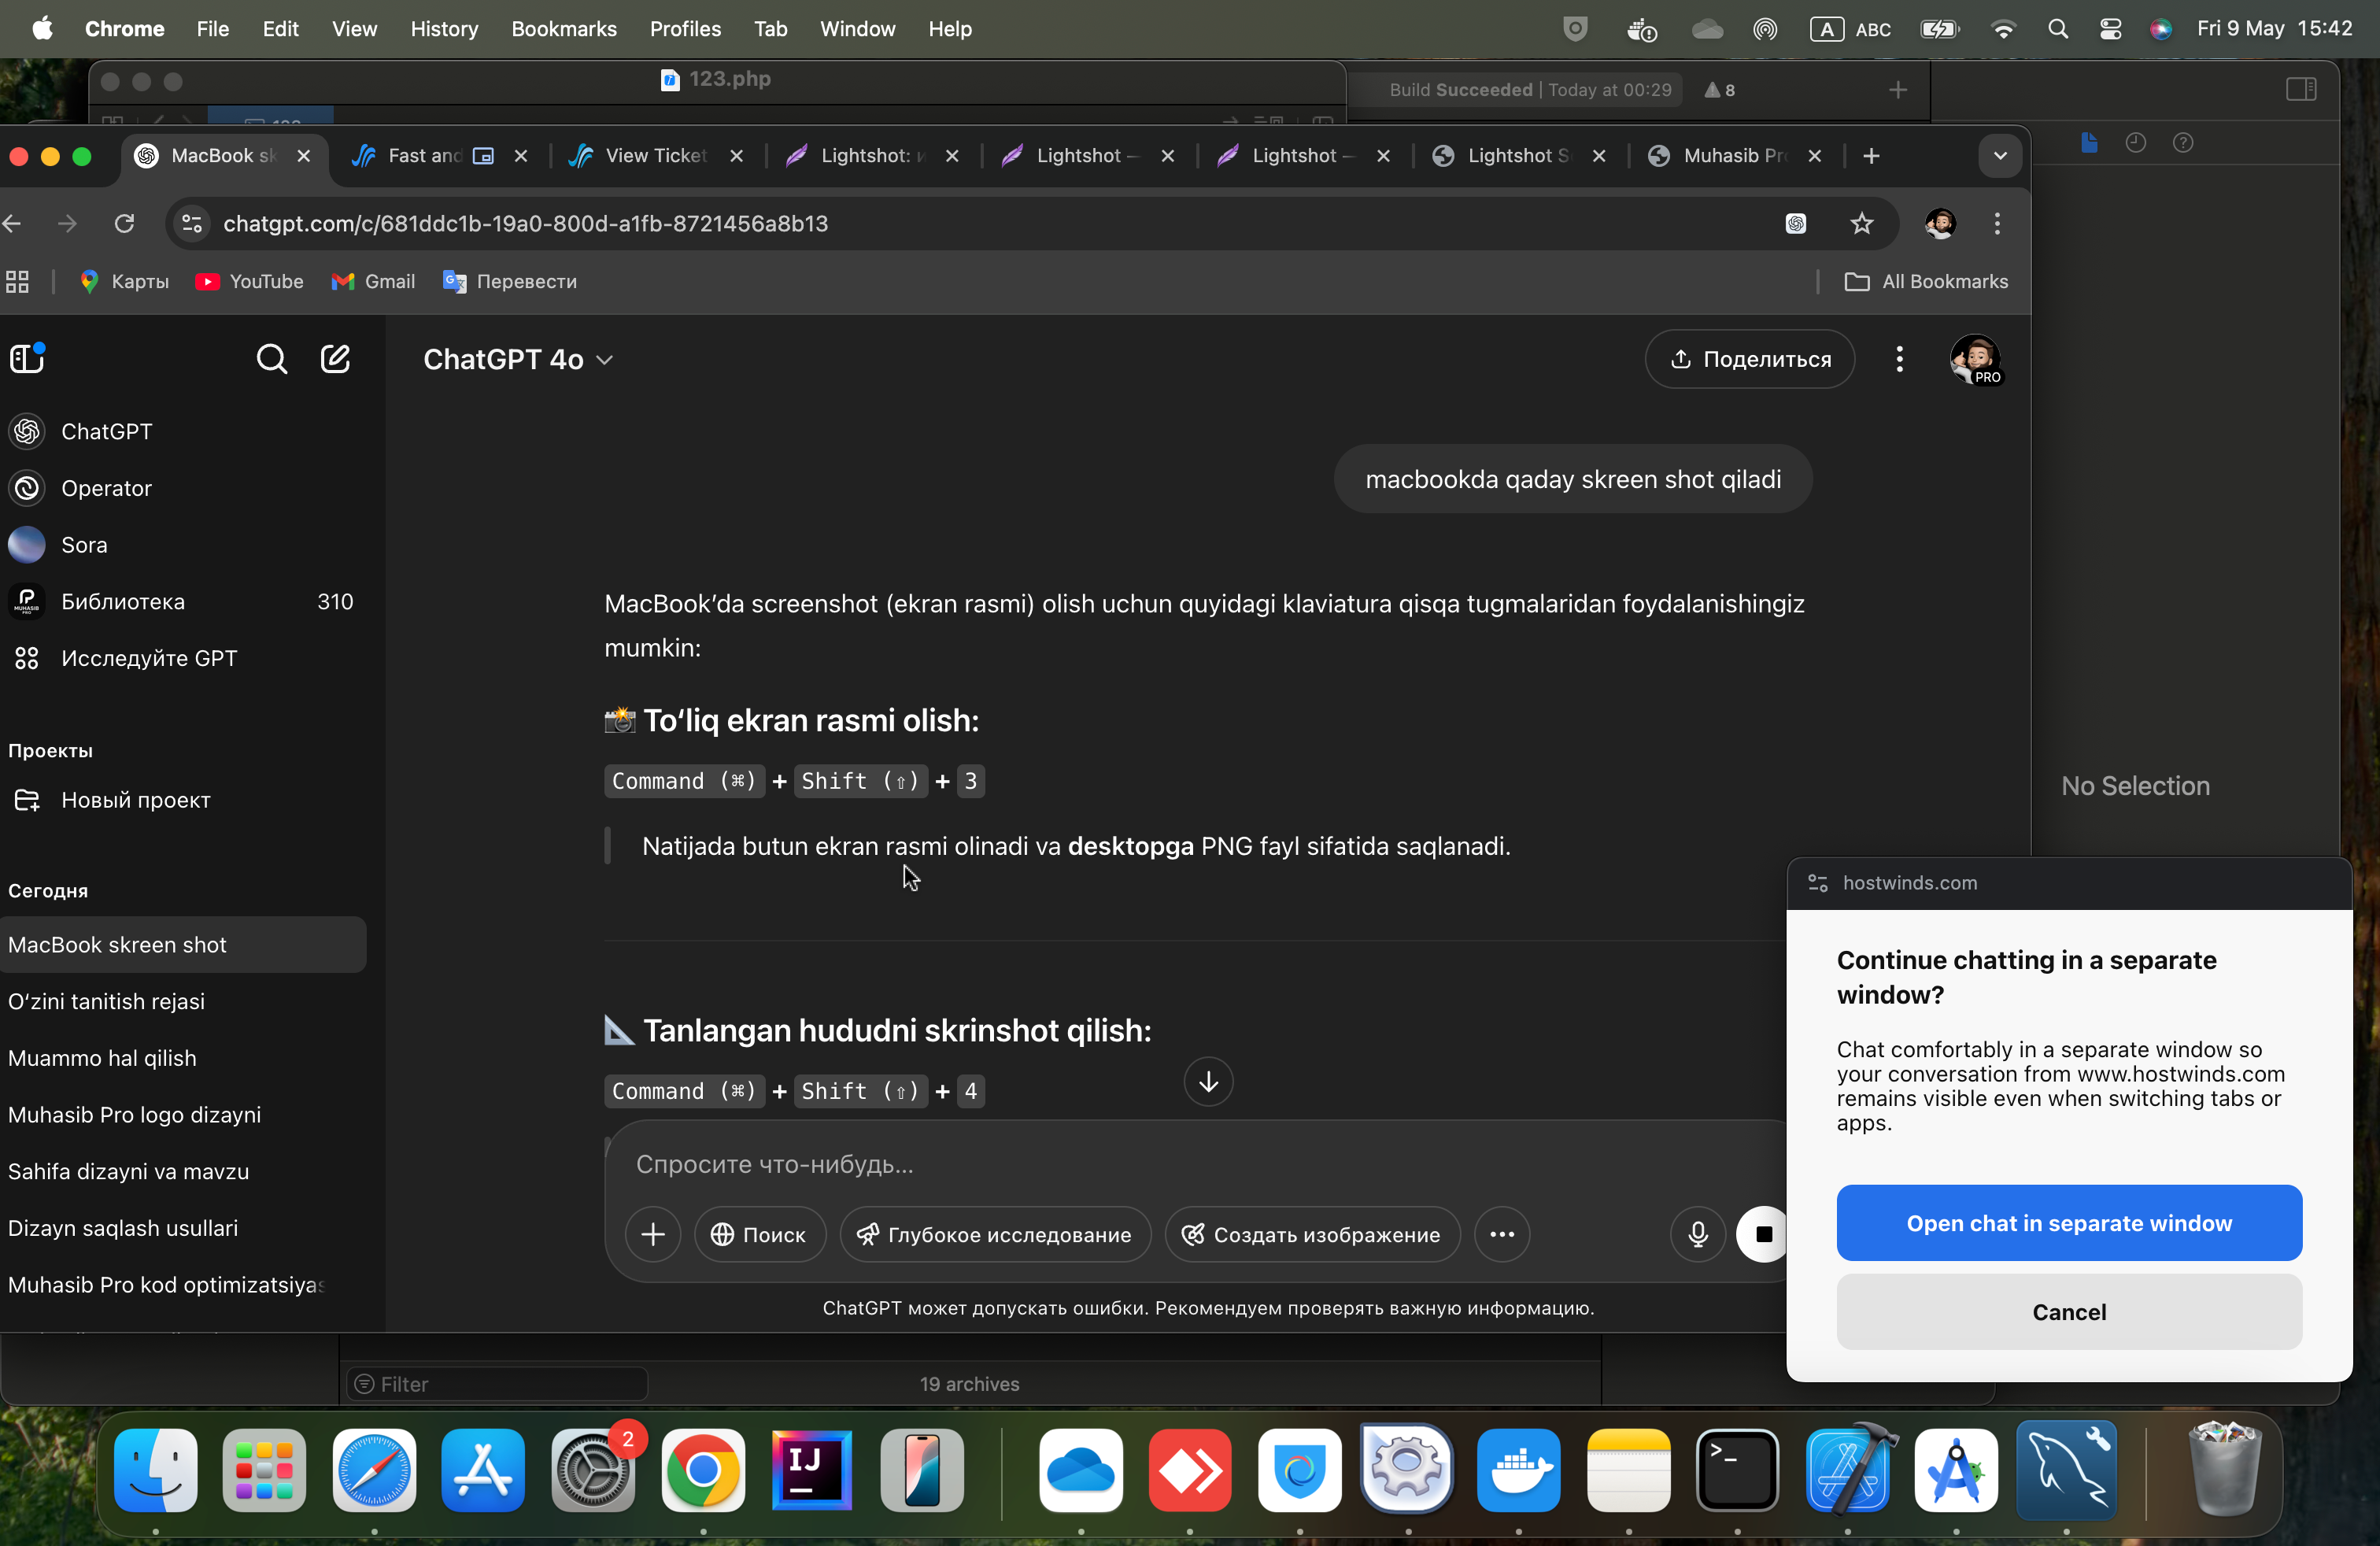 Chrome File Edit View History Bookmarks Profiles Tab Window Help
A ABC Fri 9 May 15:42
123.php
Build Succeeded | Today at 00:29 8
MacBook sk Fast and View Ticket Lightshot: Lightshot — Lightshot — Lightshot S Muhasib Pr
chatgpt.com/c/681ddc1b-19a0-800d-a1fb-8721456a8b13
Карты YouTube Gmail Перевести All Bookmarks
ChatGPT 4o Поделиться PRO
ChatGPT
Operator
Sora
Библиотека 310
Исследуйте GPT
Проекты
Новый проект
Сегодня
MacBook skreen shot
O‘zini tanitish rejasi
Muammo hal qilish
Muhasib Pro logo dizayni
Sahifa dizayni va mavzu
Dizayn saqlash usullari
Muhasib Pro kod optimizatsiyas
macbookda qaday skreen shot qiladi
MacBook’da screenshot (ekran rasmi) olish uchun quyidagi klaviatura qisqa tugmalaridan foydalanishingiz
mumkin:
📸 To‘liq ekran rasmi olish:
Command (⌘) + Shift (⇧) + 3
Natijada butun ekran rasmi olinadi va desktopga PNG fayl sifatida saqlanadi.
📐 Tanlangan hududni skrinshot qilish:
Command (⌘) + Shift (⇧) + 4
Спросите что-нибудь...
Поиск Глубокое исследование Создать изображение
ChatGPT может допускать ошибки. Рекомендуем проверять важную информацию.
No Selection
hostwinds.com
Continue chatting in a separate
window?
Chat comfortably in a separate window so
your conversation from www.hostwinds.com
remains visible even when switching tabs or
apps.
Open chat in separate window
Cancel
Filter
19 archives
2
IJ